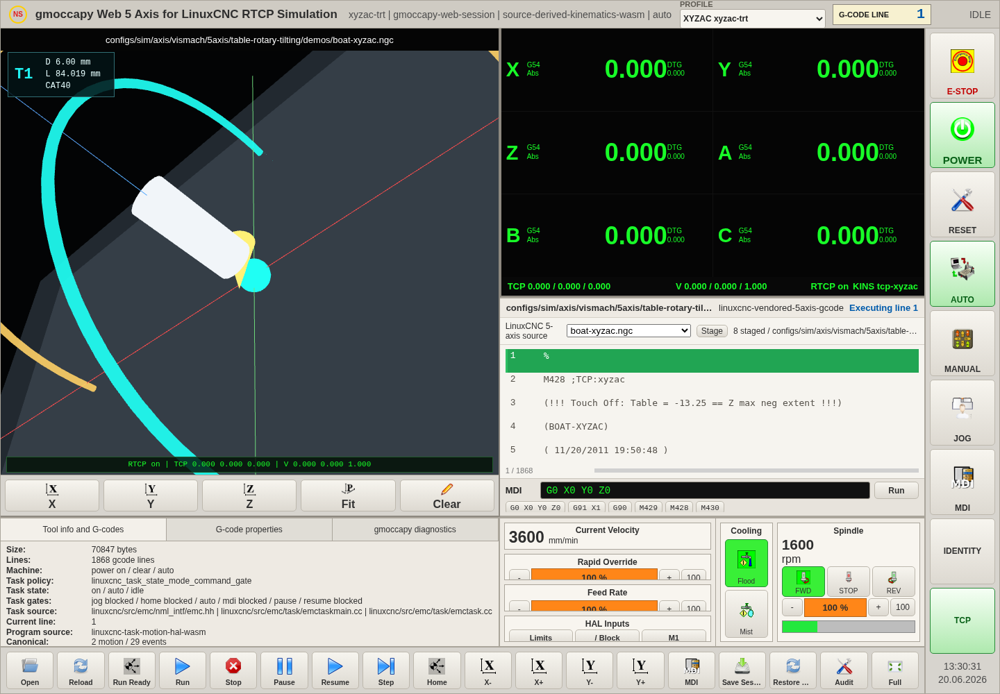 NS gmoccapy Web 5 Axis for LinuxCNC RTCP Simulation xyzac-trt | gmoccapy-web-session | source-derived-kinematics-wasm | auto
PROFILE
XYZAC xyzac-trt
G-CODE LINE 1
IDLE
configs/sim/axis/vismach/5axis/table-rotary-tilting/demos/boat-xyzac.ngc
T1
D 6.00 mm
L 84.019 mm
CAT40
RTCP on | TCP 0.000 0.000 0.000 | V 0.000 0.000 1.000
X Y Z P
X Y Z Fit Clear
X G54 Abs 0.000 DTG 0.000
Y G54 Abs 0.000 DTG 0.000
Z G54 Abs 0.000 DTG 0.000
A G54 Abs 0.000 DTG 0.000
B G54 Abs 0.000 DTG 0.000
C G54 Abs 0.000 DTG 0.000
TCP 0.000 / 0.000 / 0.000 V 0.000 / 0.000 / 1.000 RTCP on KINS tcp-xyzac
configs/sim/axis/vismach/5axis/table-rotary-til... linuxcnc-vendored-5axis-gcode Executing line 1
LinuxCNC 5-
axis source
boat-xyzac.ngc Stage 8 staged / configs/sim/axis/vismach/5axis/table-...
1 %
2 M428 ;TCP:xyzac
3 (!!! Touch Off: Table = -13.25 == Z max neg extent !!!)
4 (BOAT-XYZAC)
5 ( 11/20/2011 19:50:48 )
1 / 1868
MDI G0 X0 Y0 Z0 Run
G0 X0 Y0 Z0 G91 X1 G90 M429 M428 M430
E-STOP
POWER
RESET
AUTO
MANUAL
JOG
MDI
MDI
IDENTITY
TCP
13:30:31
20.06.2026
Tool info and G-codes G-code properties gmoccapy diagnostics
Size: 70847 bytes
Lines: 1868 gcode lines
Machine: power on / clear / auto
Task policy: linuxcnc_task_state_mode_command_gate
Task state: on / auto / idle
Task gates: jog blocked / home blocked / auto / mdi blocked / pause / resume blocked
Task source: linuxcnc/src/emc/nml_intf/emc.hh | linuxcnc/src/emc/task/emctaskmain.cc | linuxcnc/src/emc/task/emctask.cc
Current line: 1
Program source: linuxcnc-task-motion-hal-wasm
Canonical: 2 motion / 29 events
Current Velocity
3600 mm/min
Rapid Override
- 100 % + 100
Feed Rate
- 100 % + 100
HAL Inputs
Limits / Block M1
Cooling
Flood
Mist
Spindle
1600
rpm
FWD STOP REV
- 100 % + 100
X X Y Y MDI
Open Reload Run Ready Run Stop Pause Resume Step Home X- X+ Y- Y+ MDI Save Ses... Restore ... Audit Full